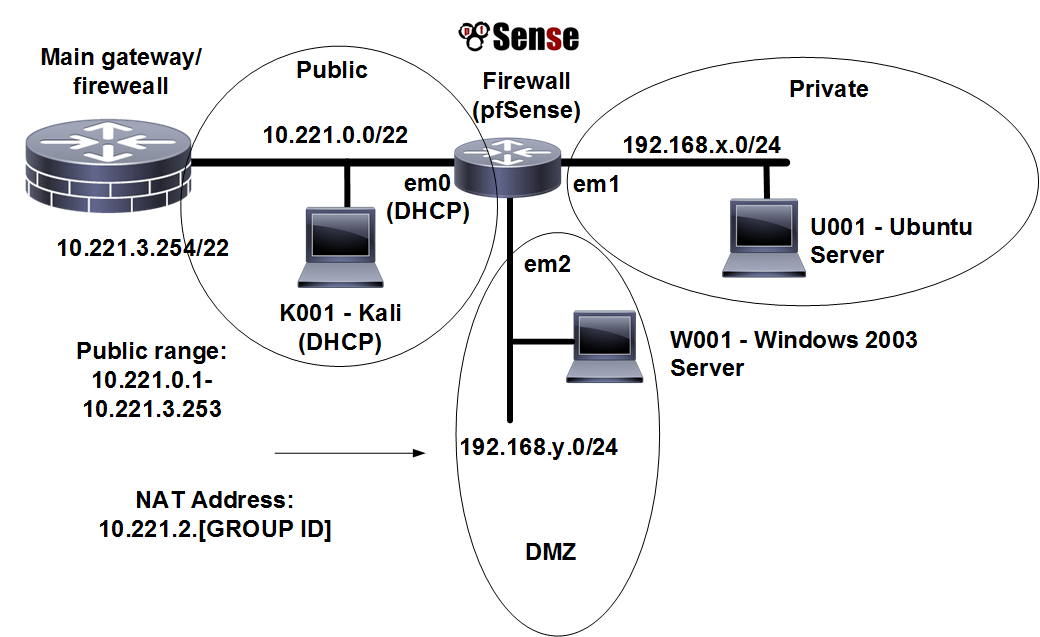 pf Sense
Main gateway/
fireweall
Public
Firewall
(pfSense)
Private
10.221.0.0/22
192.168.x.0/24
em0
(DHCP)
em1
10.221.3.254/22
U001 - Ubuntu
Server
em2
K001 - Kali
(DHCP)
Public range:
10.221.0.1-
10.221.3.253
W001 - Windows 2003
Server
192.168.y.0/24
NAT Address:
10.221.2.[GROUP ID]
DMZ